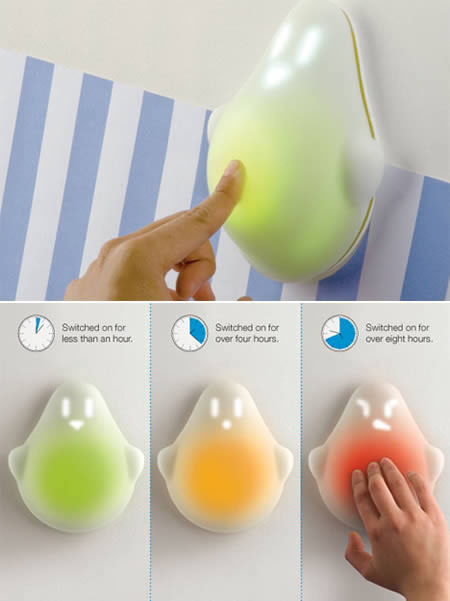 Switched on for
less than an hour.
Switched on for
over four hours.
Switched on for
over eight hours.